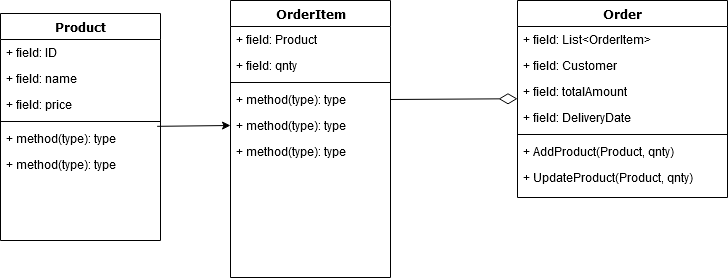 Product
+ field: ID
+ field: name
+ field: price
+ method(type): type
+ method(type): type
OrderItem
+ field: Product
+ field: qnty
+ method(type): type
+ method(type): type
+ method(type): type
Order
+ field: List<OrderItem>
+ field: Customer
+ field: totalAmount
+ field: DeliveryDate
+ AddProduct(Product, qnty)
+ UpdateProduct(Product, qnty)